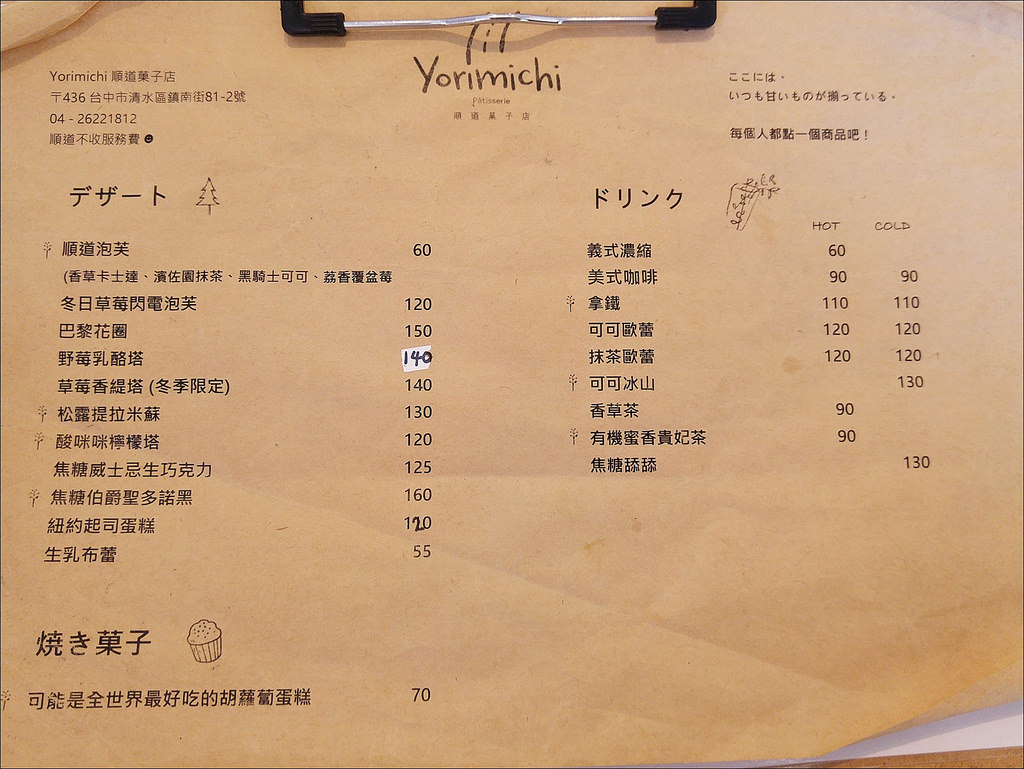 Yorimichi
Pâtisserie
順道菓子店
Yorimichi 順道菓子店
〒436 台中市清水區鎮南街81-2號
04 - 26221812
順道不收服務費☻
ここには、
いつも甘いものが揃っている。
每個人都點一個商品吧！
デザート
順道泡芙 60
(香草卡士達、濱佐園抹茶、黑騎士可可、荔香覆盆莓
冬日草莓閃電泡芙 120
巴黎花圈 150
野莓乳酪塔 140
草莓香緹塔 (冬季限定) 140
松露提拉米蘇 130
酸咪咪檸檬塔 120
焦糖威士忌生巧克力 125
焦糖伯爵聖多諾黑 160
紐約起司蛋糕 120
生乳布蕾 55
焼き菓子
可能是全世界最好吃的胡蘿蔔蛋糕 70
ドリンク
HOT COLD
義式濃縮 60
美式咖啡 90 90
拿鐵 110 110
可可歐蕾 120 120
抹茶歐蕾 120 120
可可冰山 130
香草茶 90
有機蜜香貴妃茶 90
焦糖舔舔 130